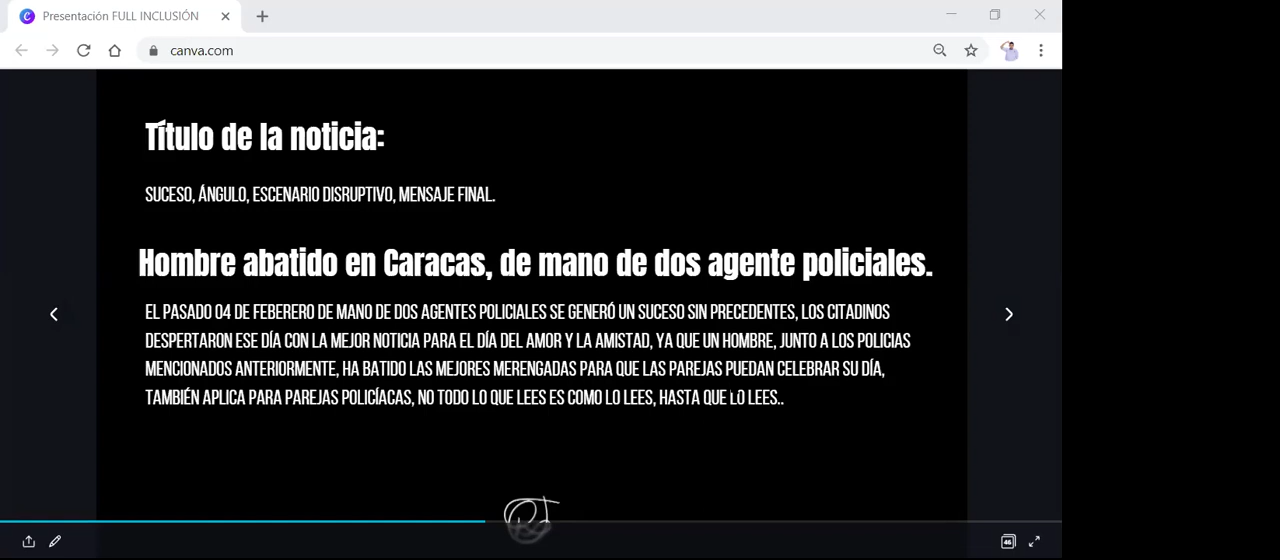 Presentación FULL INCLUSIÓN
canva.com
Título de la noticia:
SUCESO, ÁNGULO, ESCENARIO DISRUPTIVO, MENSAJE FINAL.
Hombre abatido en Caracas, de mano de dos agente policiales.
EL PASADO 04 DE FEBERERO DE MANO DE DOS AGENTES POLICIALES SE GENERÓ UN SUCESO SIN PRECEDENTES, LOS CITADINOS
DESPERTARON ESE DÍA CON LA MEJOR NOTICIA PARA EL DÍA DEL AMOR Y LA AMISTAD, YA QUE UN HOMBRE, JUNTO A LOS POLICIAS
MENCIONADOS ANTERIORMENTE, HA BATIDO LAS MEJORES MERENGADAS PARA QUE LAS PAREJAS PUEDAN CELEBRAR SU DÍA,
TAMBIÉN APLICA PARA PAREJAS POLICÍACAS, NO TODO LO QUE LEES ES COMO LO LEES, HASTA QUE LO LEES..
46